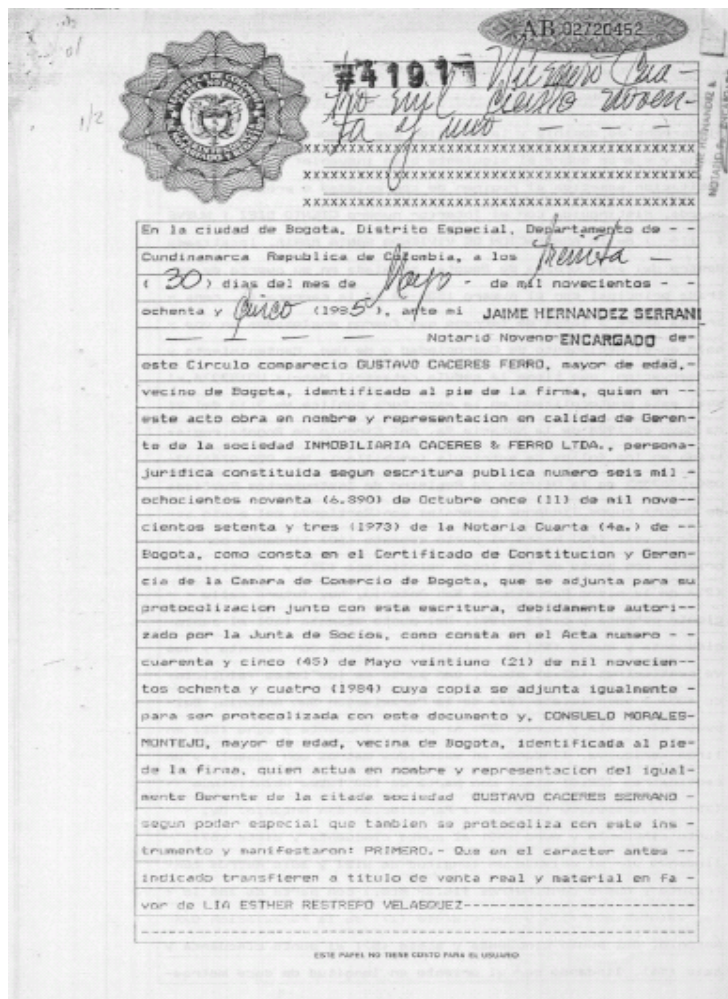 AB 02720452
#4191 Número Cua-
tro mil ciento noven-
ta y uno - - -
REPUBLICA DE COLOMBIA
xxxxxxxxxxxxxxxxxxxxxxxxxxxxxxxxxxxxxxxxx
xxxxxxxxxxxxxxxxxxxxxxxxxxxxxxxxxxxxxxxxx
xxxxxxxxxxxxxxxxxxxxxxxxxxxxxxxxxxxxxxxxx
En la ciudad de Bogota, Distrito Especial, Departamento de - -
Cundinamarca Republica de Colombia, a los treinta —
( 30 ) dias del mes de Mayo - de mil novecientos - -
ochenta y cinco (1985), ante mi JAIME HERNANDEZ SERRANI
— — — — Notario Noveno ENCARGADO de-
este Circulo comparecio GUSTAVO CACERES FERRO, mayor de edad,-
vecino de Bogota, identificado al pie de la firma, quien en --
este acto obra en nombre y representacion en calidad de Geren-
te de la sociedad INMOBILIARIA CACERES & FERRO LTDA., persona-
juridica constituida segun escritura publica numero seis mil -
ochocientos noventa (6.890) de Octubre once (11) de mil nove--
cientos setenta y tres (1973) de la Notaria Cuarta (4a.) de --
Bogota, como consta en el Certificado de Constitucion y Geren-
cia de la Camara de Comercio de Bogota, que se adjunta para su
protocolizacion junto con esta escritura, debidamente autori--
zado por la Junta de Socios, como consta en el Acta numero - -
cuarenta y cinco (45) de Mayo veintiuno (21) de mil novecien--
tos ochenta y cuatro (1984) cuya copia se adjunta igualmente -
para ser protocolizada con este documento y, CONSUELO MORALES-
MONTEJO, mayor de edad, vecina de Bogota, identificada al pie-
de la firma, quien actua en nombre y representacion del igual-
mente Gerente de la citada sociedad GUSTAVO CACERES SERRANO -
segun poder especial que tambien se protocoliza con este ins -
trumento y manifestaron: PRIMERO.- Que en el caracter antes --
indicado transfieren a titulo de venta real y material en fa -
vor de LIA ESTHER RESTREPO VELASQUEZ-----------------------
--------------------------------------------------------------
ESTE PAPEL NO TIENE COSTO PARA EL USUARIO